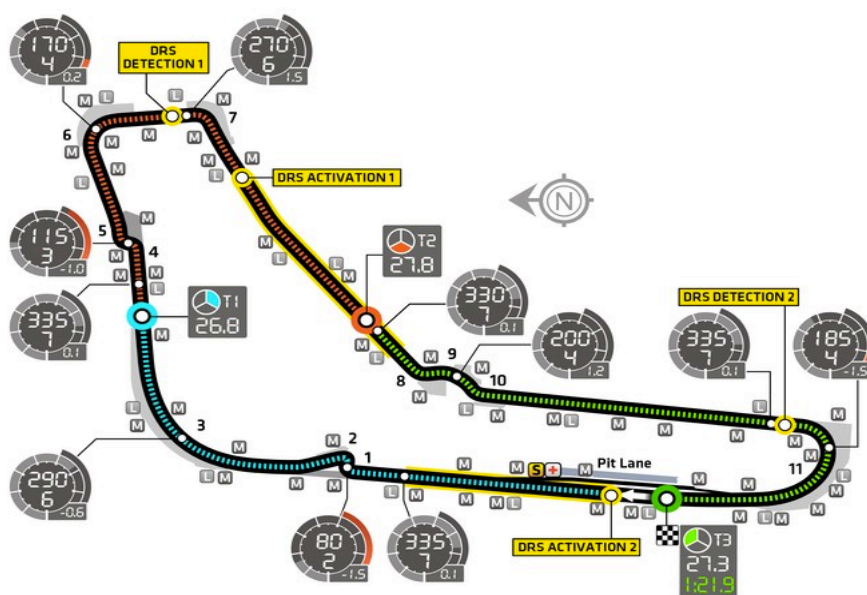 170
4
0.2
DRS
DETECTION 1
270
6
1.5
M
L
M
L
M
6
M
M
M
7
M
M
L
M
L
DRS ACTIVATION 1
N
115
3
-1.0
5
M
M
4
M
M
L
M
L
T2
27.8
335
7
0.1
T1
26.8
M
330
7
0.1
DRS DETECTION 2
M
L
8
M
9
M
10
200
4
1.2
335
7
0.1
185
4
-1.5
L
M
M
M
L
M
M
M
L
M
M
L
M
3
M
M
2
M
1
290
6
-0.6
M
M
M
S
+
M
Pit Lane
M
11
M
L
M
M
M
L
M
L
M
80
2
-1.5
335
7
0.1
DRS ACTIVATION 2
T3
27.3
1:21.9